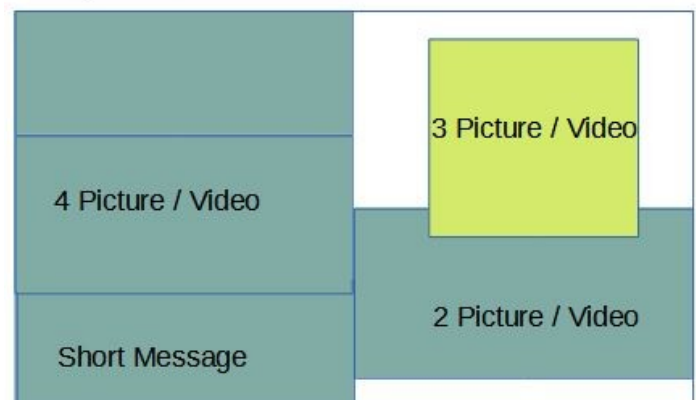 3 Picture / Video
4 Picture / Video
2 Picture / Video
Short Message